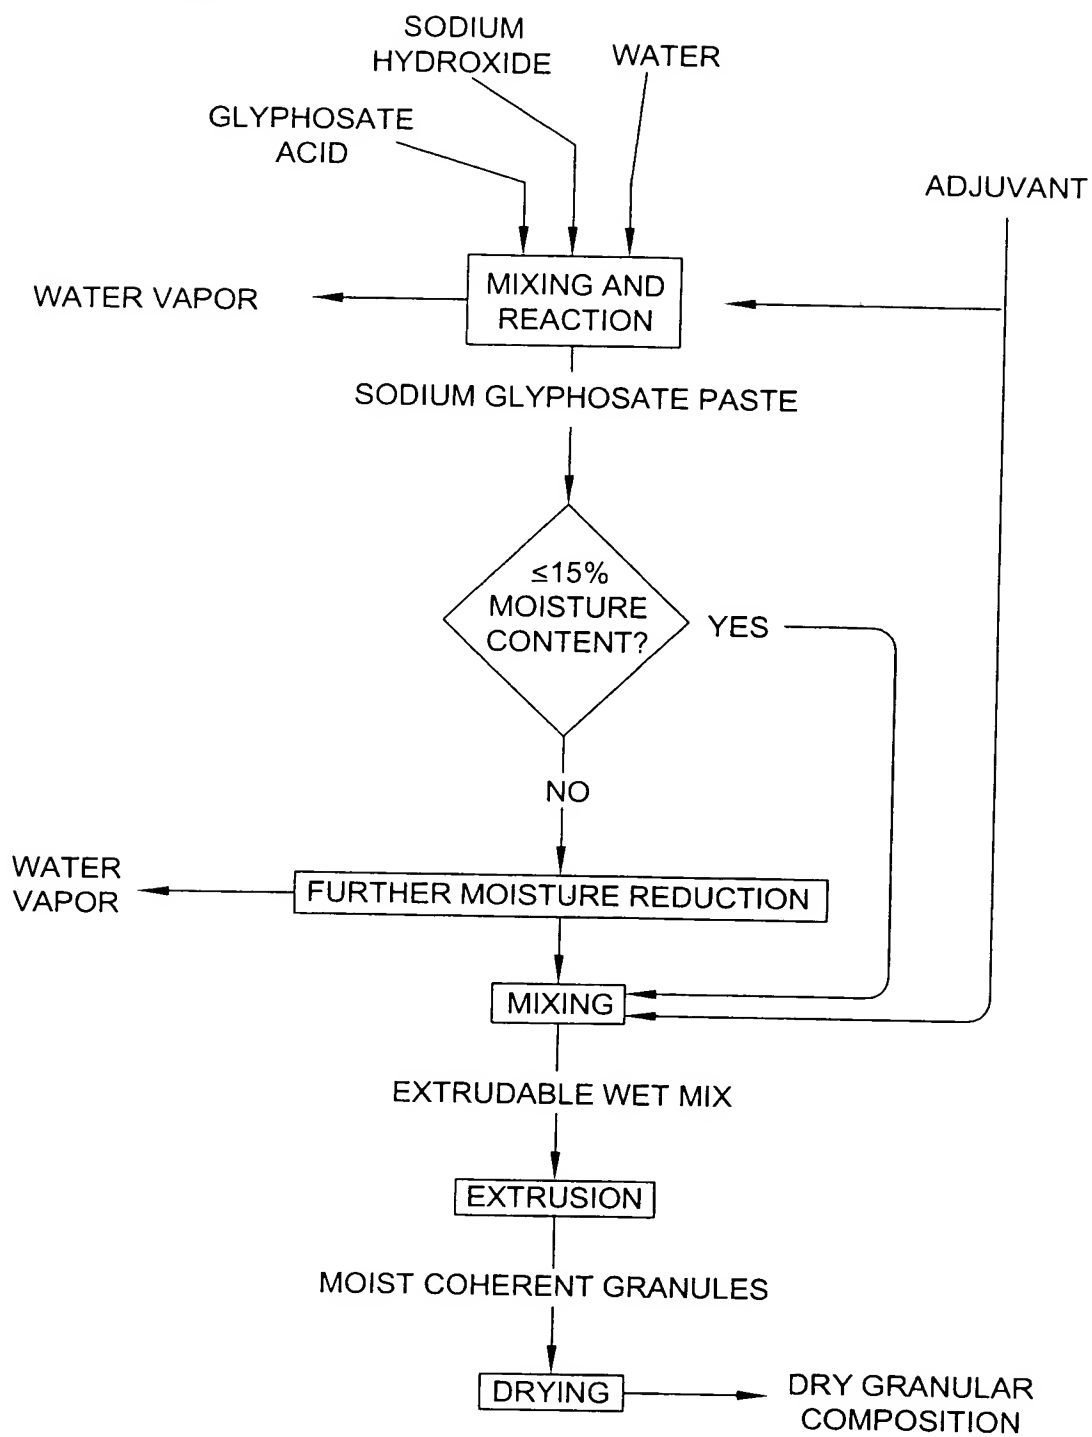 SODIUM
HYDROXIDE
WATER
GLYPHOSATE
ACID
ADJUVANT
MIXING AND
REACTION
WATER VAPOR
SODIUM GLYPHOSATE PASTE
≤15%
MOISTURE
CONTENT?
YES
NO
WATER
VAPOR
FURTHER MOISTURE REDUCTION
MIXING
EXTRUDABLE WET MIX
EXTRUSION
MOIST COHERENT GRANULES
DRYING
DRY GRANULAR
COMPOSITION